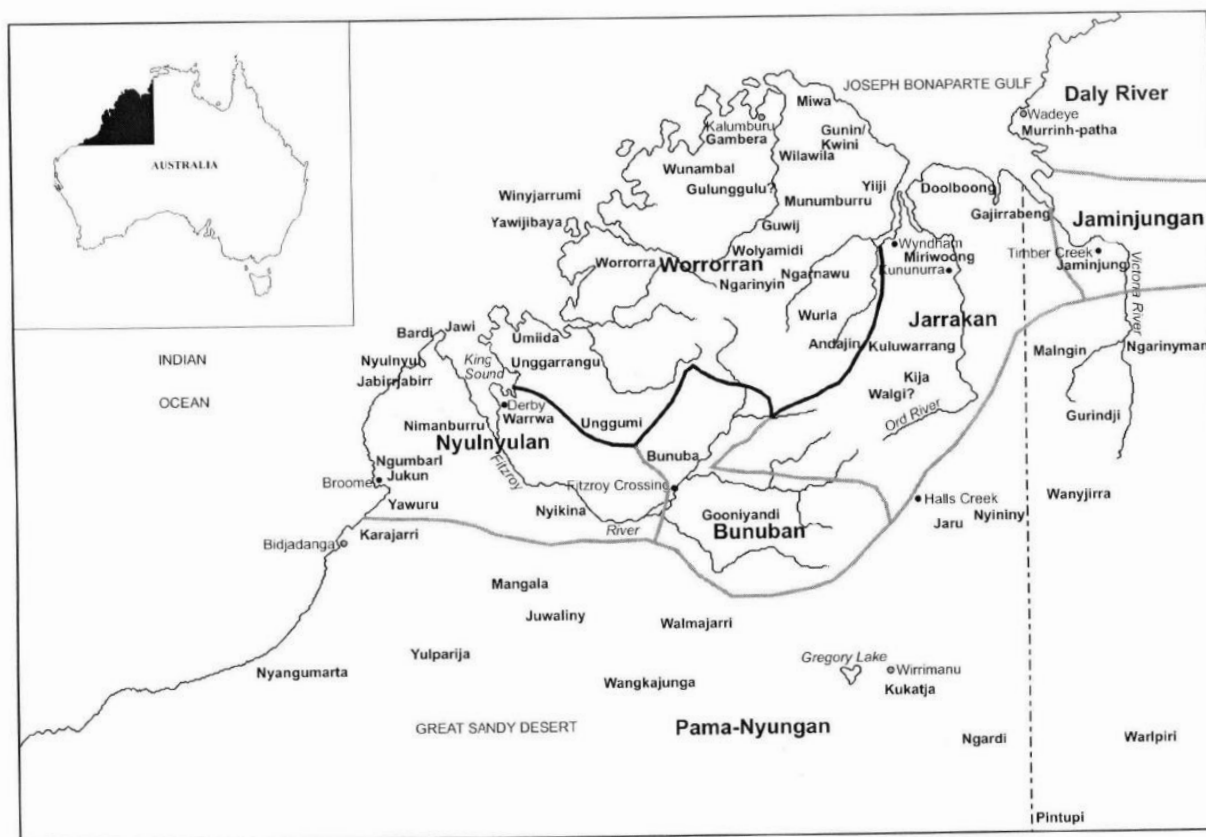 AUSTRALIA
JOSEPH BONAPARTE GULF
Daly River
Wadeye
Murrinh-patha
Miwa
Kalumburu
Gambera
Gunin/
Kwini
Wunambal
Wilawila
Gulunggulu?
Yiiji
Doolboong
Winyjarrumi
Munumburru
Gajirrabeng
Jaminjungan
Yawijibaya
Guwij
Wolyamidi
Wyndham
Miriwoong
Timber Creek
Jaminjung
Worrorra
Worrorran
Ngarnawu
Kununurra
Ngarinyin
Victoria River
Wurla
Jarrakan
Bardi
Jawi
Umiida
Andajin
Kuluwarrang
Malngin
Ngarinyman
INDIAN
OCEAN
Nyulnyul
King
Sound
Unggarrangu
Jabirrjabirr
Kija
Walgi?
Derby
Warrwa
Ord River
Gurindji
Nimanburru
Unggumi
Nyulnyulan
Fitzroy
River
Bunuba
Ngumbarl
Jukun
Broome
Fitzroy Crossing
Halls Creek
Wanyjirra
Yawuru
Nyikina
Gooniyandi
Bunuban
Jaru
Nyininy
Karajarri
Bidjadanga
Mangala
Juwaliny
Walmajarri
Yulparija
Gregory Lake
Wirrimanu
Nyangumarta
Wangkajunga
Kukatja
GREAT SANDY DESERT
Pama-Nyungan
Ngardi
Warlpiri
Pintupi